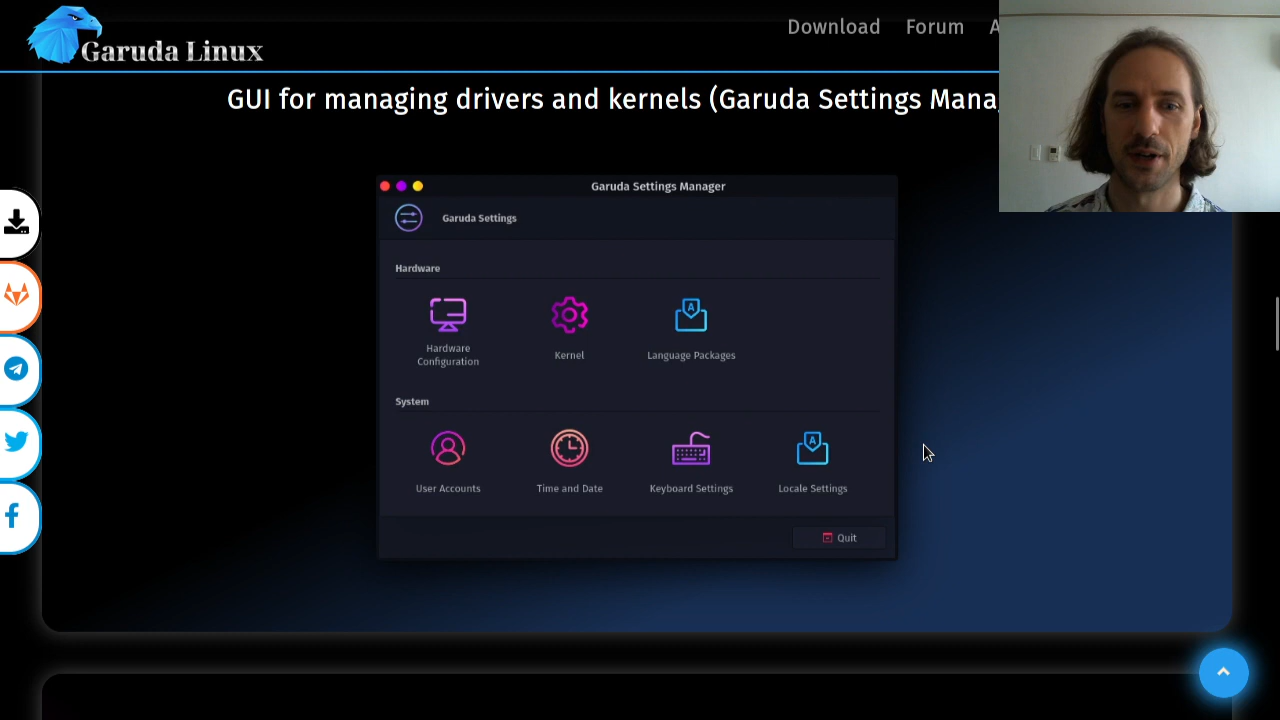 Garuda Linux
Download Forum A
GUI for managing drivers and kernels (Garuda Settings Mana
Garuda Settings Manager
Garuda Settings
Hardware
Hardware
Configuration
Kernel
Language Packages
System
User Accounts
Time and Date
Keyboard Settings
Locale Settings
Quit